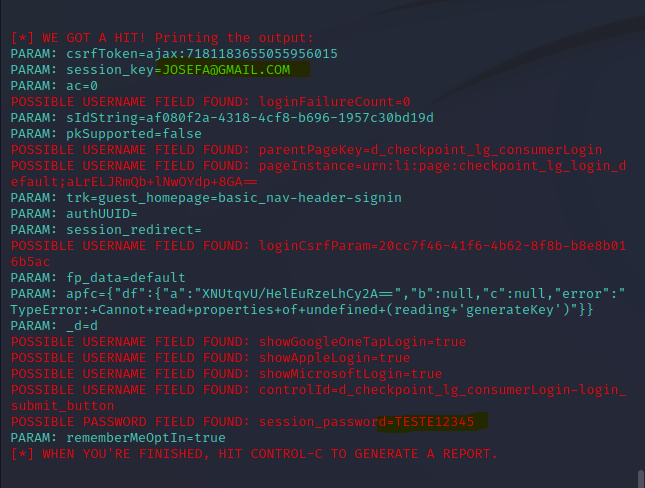 [*] WE GOT A HIT! Printing the output:
PARAM: csrfToken=ajax:7181183655055956015
PARAM: session_key=JOSEFA@GMAIL.COM
PARAM: ac=0
POSSIBLE USERNAME FIELD FOUND: loginFailureCount=0
PARAM: sIdString=af080f2a-4318-4cf8-b696-1957c30bd19d
PARAM: pkSupported=false
POSSIBLE USERNAME FIELD FOUND: parentPageKey=d_checkpoint_lg_consumerLogin
POSSIBLE USERNAME FIELD FOUND: pageInstance=urn:li:page:checkpoint_lg_login_d
efault;aLrELJRmQb+lNwQYdp+8GA==
PARAM: trk=guest_homepage-basic_nav-header-signin
PARAM: authUUID=
PARAM: session_redirect=
POSSIBLE USERNAME FIELD FOUND: loginCsrfParam=20cc7f46-41f6-4b62-8f8b-b8e8b01
6b5ac
PARAM: fp_data=default
PARAM: apfc={"df":{"a":"XNUtqvU/HelEuRzeLhCy2A==","b":null,"c":null,"error":"
TypeError:+Cannot+read+properties+of+undefined+(reading+'generateKey')"}}
PARAM: _d=d
POSSIBLE USERNAME FIELD FOUND: showGoogleOneTapLogin=true
POSSIBLE USERNAME FIELD FOUND: showAppleLogin=true
POSSIBLE USERNAME FIELD FOUND: showMicrosoftLogin=true
POSSIBLE USERNAME FIELD FOUND: controlId=d_checkpoint_lg_consumerLogin-login_
submit_button
POSSIBLE PASSWORD FIELD FOUND: session_password=TESTE12345
PARAM: rememberMeOptIn=true
[*] WHEN YOU'RE FINISHED, HIT CONTROL-C TO GENERATE A REPORT.